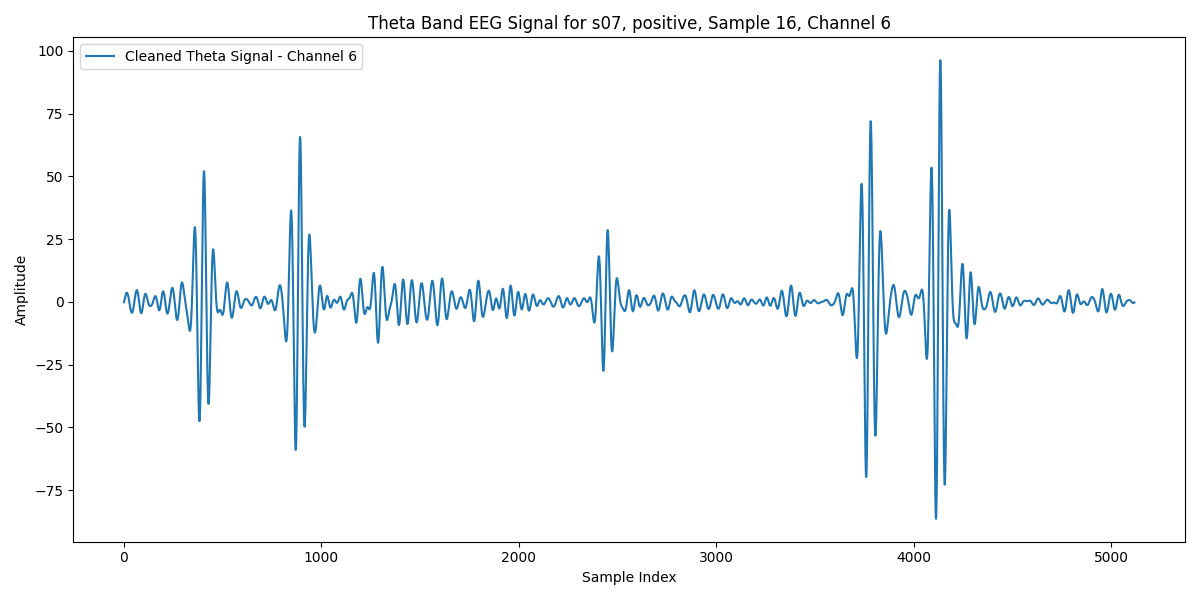 Theta Band EEG Signal for s07, positive, Sample 16, Channel 6
Cleaned Theta Signal - Channel 6
Amplitude
100
75
50
25
0
−25
−50
−75
0 1000 2000 3000 4000 5000
Sample Index